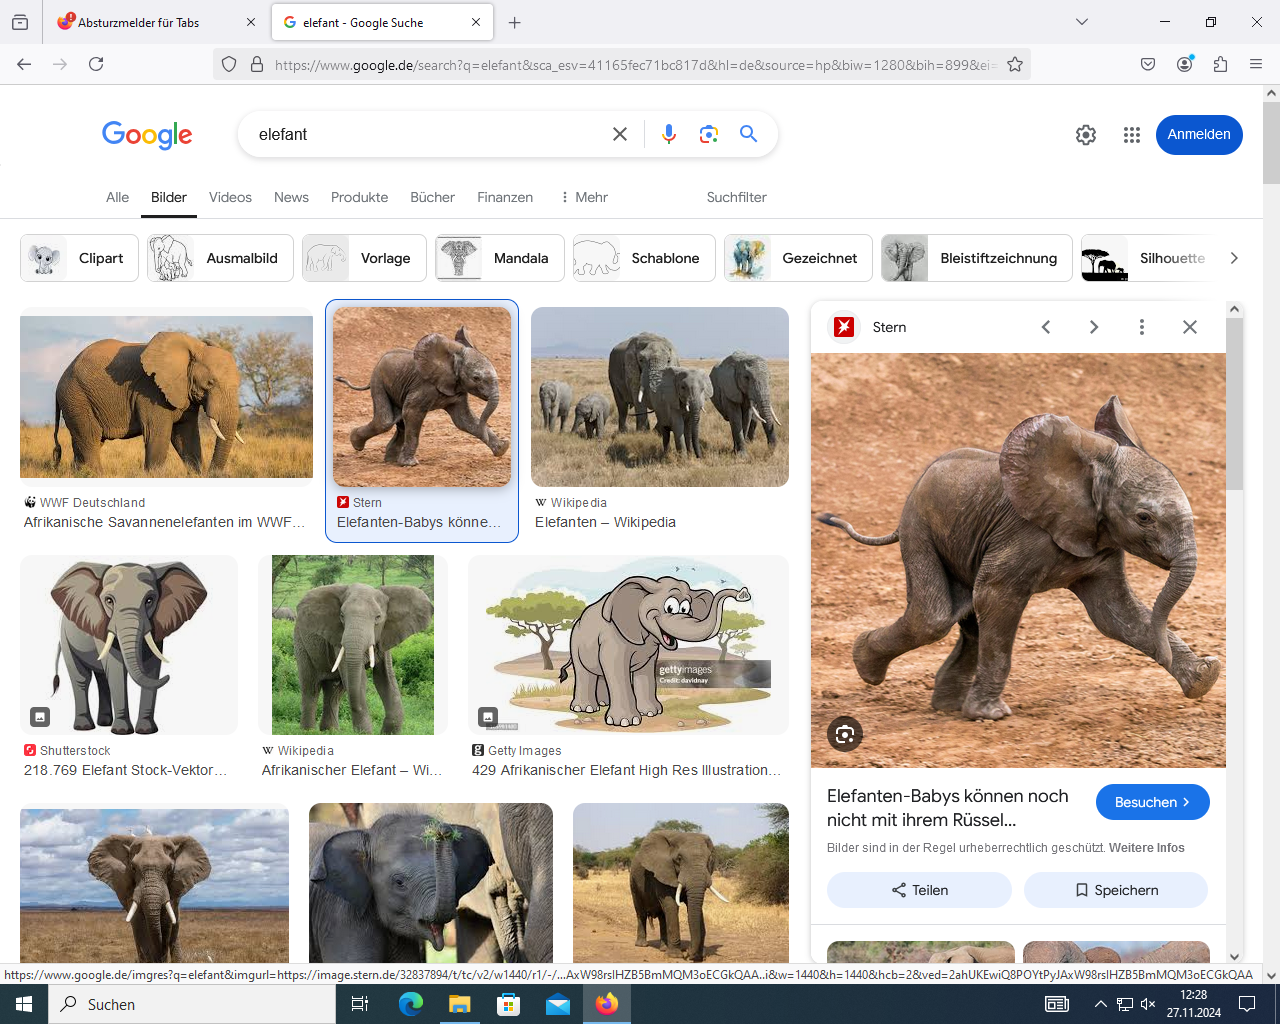 Absturzmelder für Tabs
elefant - Google Suche
https://www.google.de/search?q=elefant&sca_esv=41165fec71bc817d&hl=de&source=hp&biw=1280&bih=899&ei=
Google
elefant
Anmelden
Alle
Bilder
Videos
News
Produkte
Bücher
Finanzen
Mehr
Suchfilter
Clipart
Ausmalbild
Vorlage
Mandala
Schablone
Gezeichnet
Bleistiftzeichnung
Silhouette
WWF Deutschland
Afrikanische Savannenelefanten im WWF...
Stern
Elefanten-Babys könne...
Wikipedia
Elefanten – Wikipedia
Shutterstock
218.769 Elefant Stock-Vektor...
Wikipedia
Afrikanischer Elefant – Wi...
gettyimages
Credit: davidnay
Getty Images
429 Afrikanischer Elefant High Res Illustration...
Stern
Elefanten-Babys können noch
nicht mit ihrem Rüssel...
Besuchen
Bilder sind in der Regel urheberrechtlich geschützt. Weitere Infos
Teilen
Speichern
https://www.google.de/imgres?q=elefant&imgurl=https://image.stern.de/32837894/t/tc/v2/w1440/r1/-/...AxW98rsIHZB5BmMQM3oECGkQAA..i&w=1440&h=1440&hcb=2&ved=2ahUKEwiQ8POYtPyJAxW98rsIHZB5BmMQM3oECGkQAA
Suchen
12:28
27.11.2024